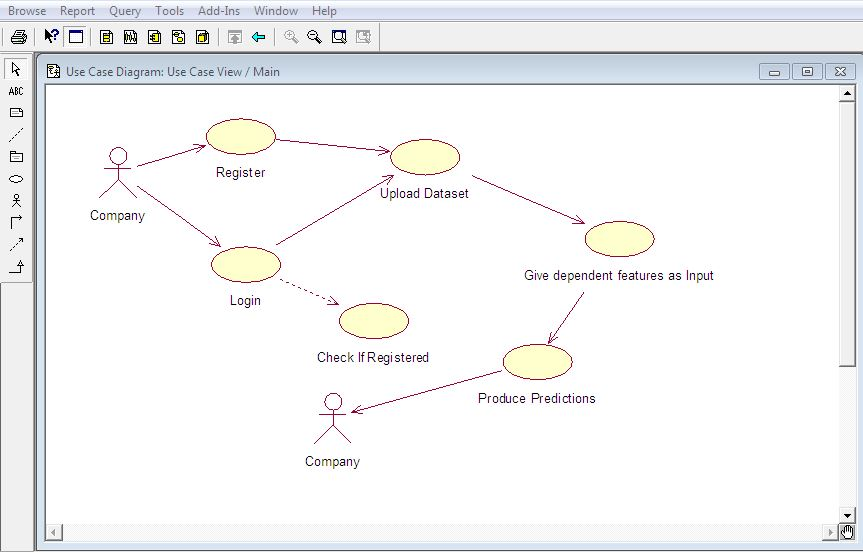 Browse Report Query Tools Add-Ins Window Help
Use Case Diagram: Use Case View / Main
ABC
Register
Upload Dataset
Company
Give dependent features as Input
Login
Check If Registered
Produce Predictions
Company